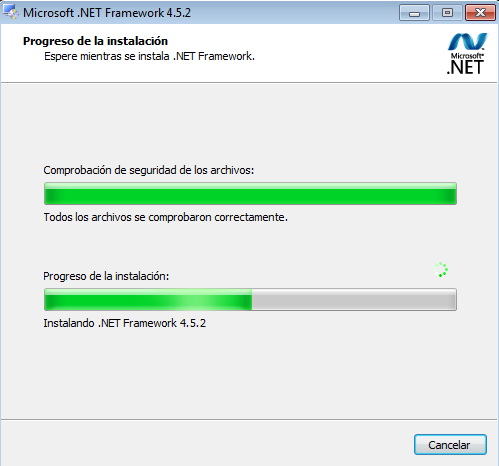 Microsoft .NET Framework 4.5.2
Progreso de la instalación
Espere mientras se instala .NET Framework.
Microsoft®
.NET
Comprobación de seguridad de los archivos:
Todos los archivos se comprobaron correctamente.
Progreso de la instalación:
Instalando .NET Framework 4.5.2
Cancelar